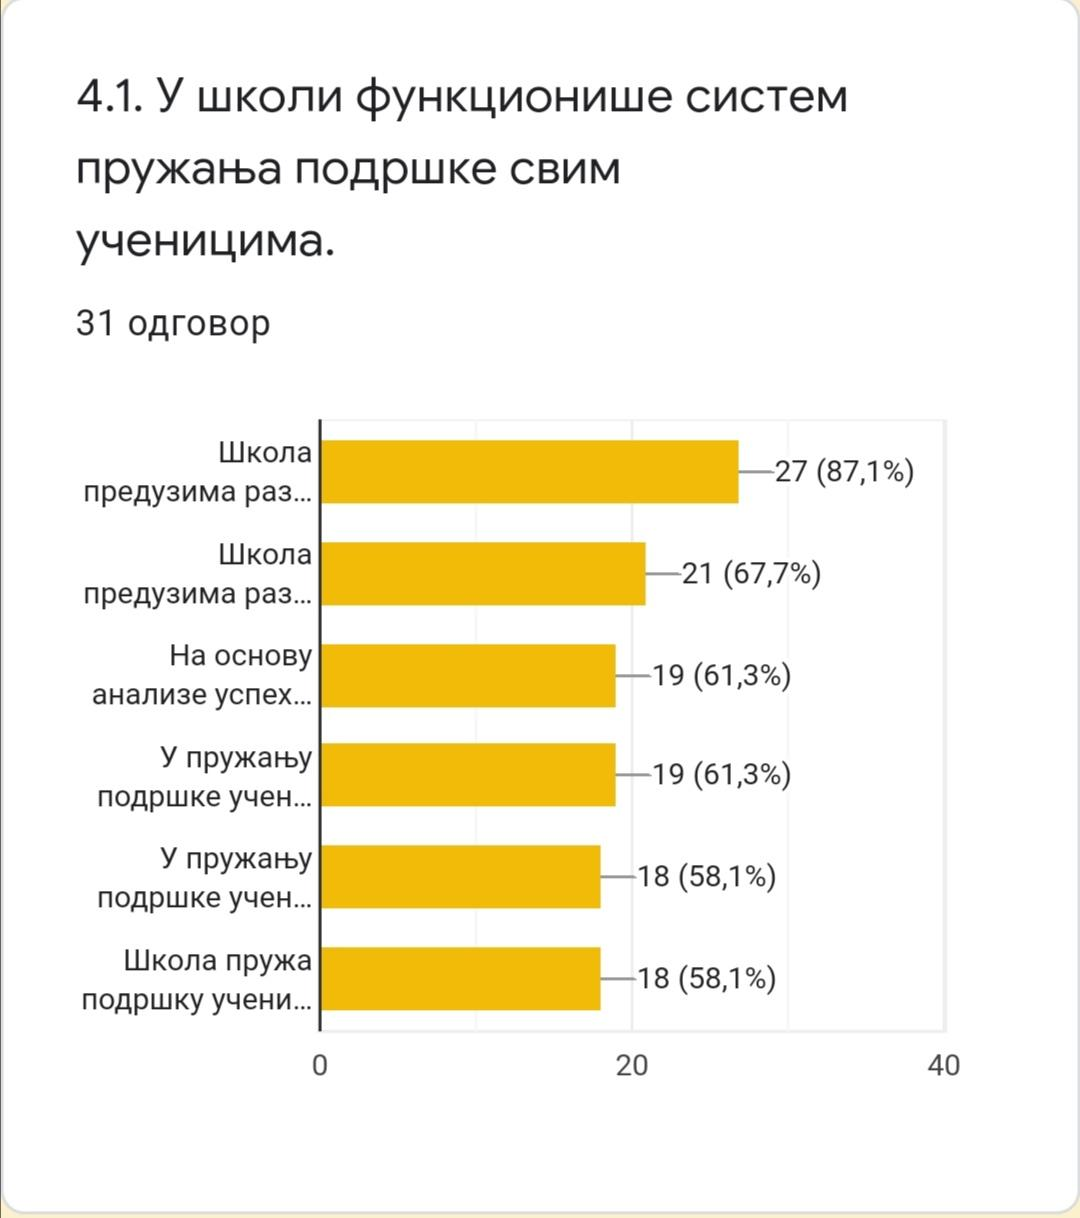 4.1. У школи функционише систем
пружања подршке свим
ученицима.
31 одговор
Школа
предузима раз...
27 (87,1%)
Школа
предузима раз...
21 (67,7%)
На основу
анализе успех...
19 (61,3%)
У пружању
подршке учен...
19 (61,3%)
У пружању
подршке учен...
18 (58,1%)
Школа пружа
подршку учени...
18 (58,1%)
0 20 40